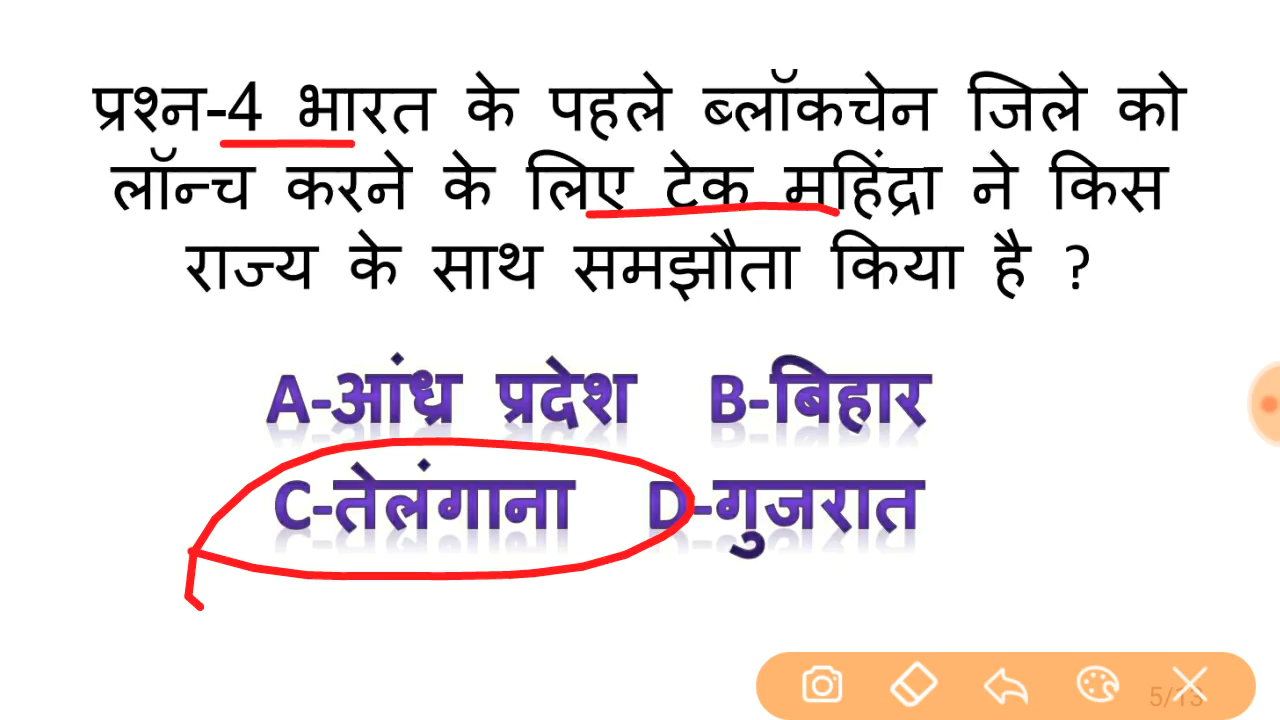 प्रश्न-4 भारत के पहले ब्लॉकचेन जिले को
लॉन्च करने के लिए टेक महिंद्रा ने किस
राज्य के साथ समझौता किया है ?
A-आंध्र प्रदेश B-बिहार
C-तेलंगाना D-गुजरात
5/13